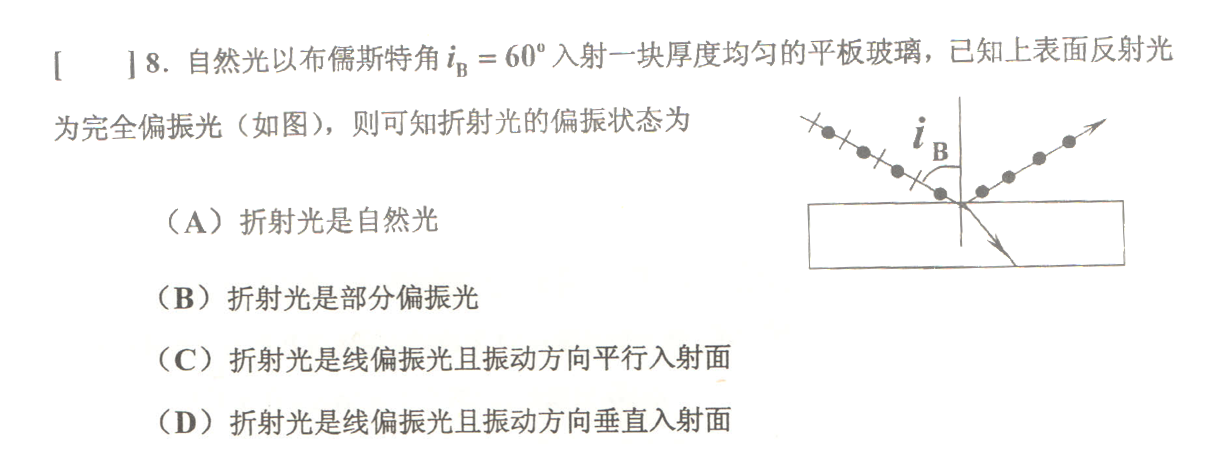 [ ] 8. 自然光以布儒斯特角 i_B = 60° 入射一块厚度均匀的平板玻璃，已知上表面反射光
为完全偏振光（如图），则可知折射光的偏振状态为
i_B
（A）折射光是自然光
（B）折射光是部分偏振光
（C）折射光是线偏振光且振动方向平行入射面
（D）折射光是线偏振光且振动方向垂直入射面